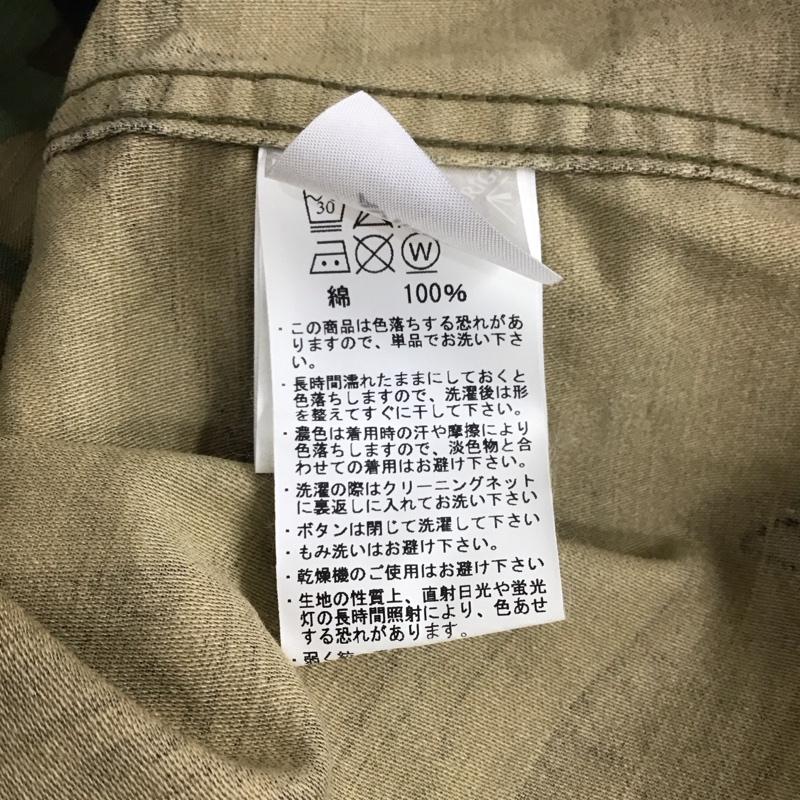 30
W
綿 100%
・この商品は色落ちする恐れがあ
りますので、単品でお洗い下さ
い。
・長時間濡れたままにしておくと
色落ちしますので、洗濯後は形
を整えてすぐに干して下さい。
・濃色は着用時の汗や摩擦により
色落ちしますので、淡色物と合
わせての着用はお避け下さい。
・洗濯の際はクリーニングネット
に裏返しに入れてお洗い下さい
・ボタンは閉じて洗濯して下さい
・もみ洗いはお避け下さい。
・乾燥機のご使用はお避け下さい
・生地の性質上、直射日光や蛍光
灯の長時間照射により、色あせ
する恐れがあります。
・弱く